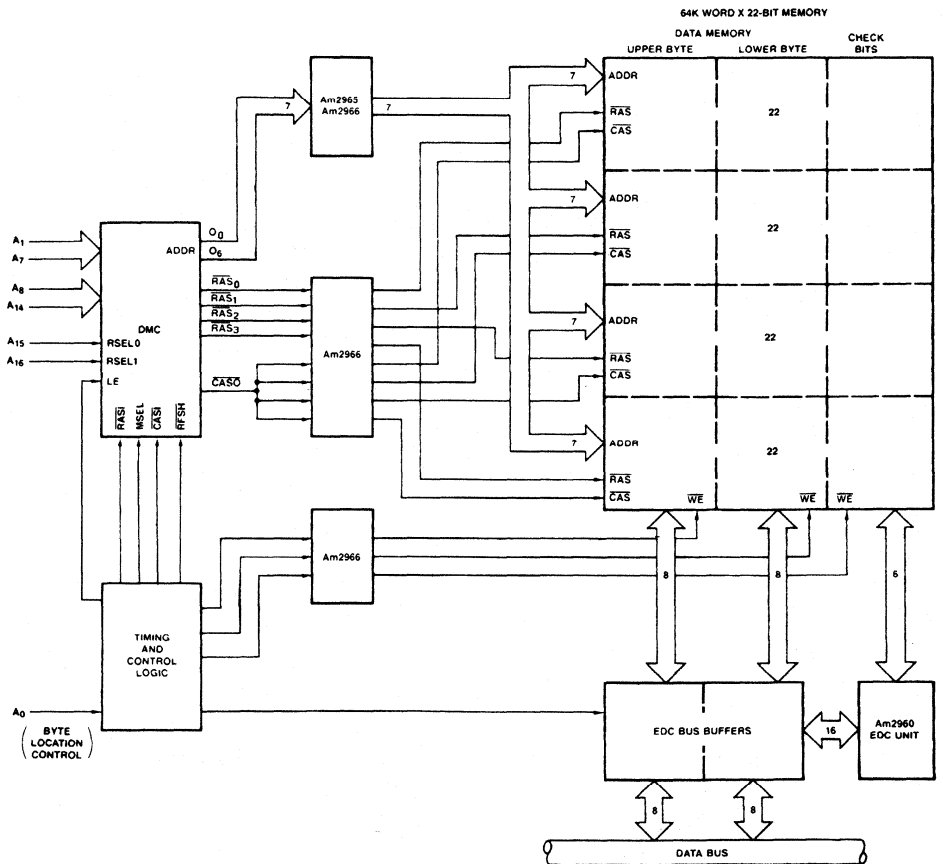 64K WORD X 22-BIT MEMORY
DATA MEMORY
UPPER BYTE
LOWER BYTE
CHECK
BITS
Am2965
Am2966
7
7
7
ADDR
RAS
CAS
22
7
ADDR
RAS
CAS
22
7
ADDR
RAS
CAS
22
7
ADDR
RAS
CAS
22
WE
WE
WE
A1
A7
A8
A14
A15
A16
ADDR
DMC
RSEL0
RSEL1
LE
RASI
MSEL
CASI
RFSH
O0
O6
RAS0
RAS1
RAS2
RAS3
CASO
Am2966
Am2966
TIMING
AND
CONTROL
LOGIC
A0
(BYTE
LOCATION
CONTROL)
8
8
6
EDC BUS BUFFERS
16
Am2960
EDC UNIT
8
8
DATA BUS